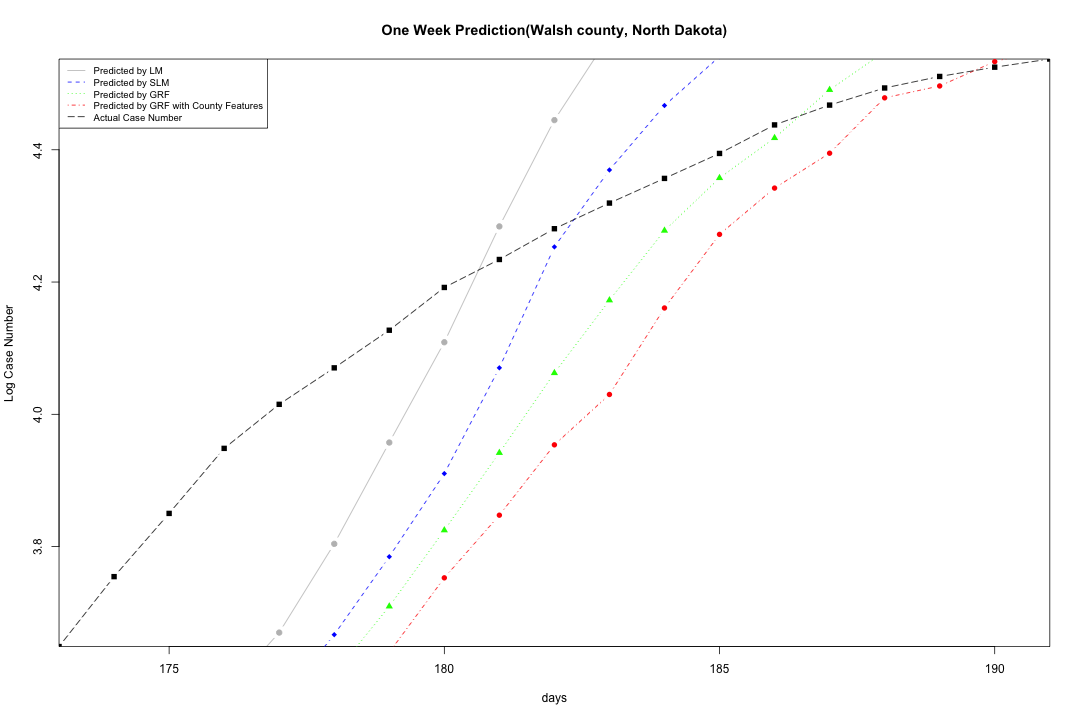 One Week Prediction(Walsh county, North Dakota)
Predicted by LM
Predicted by SLM
Predicted by GRF
Predicted by GRF with County Features
Actual Case Number
Log Case Number
4.4
4.2
4.0
3.8
175 180 185 190
days